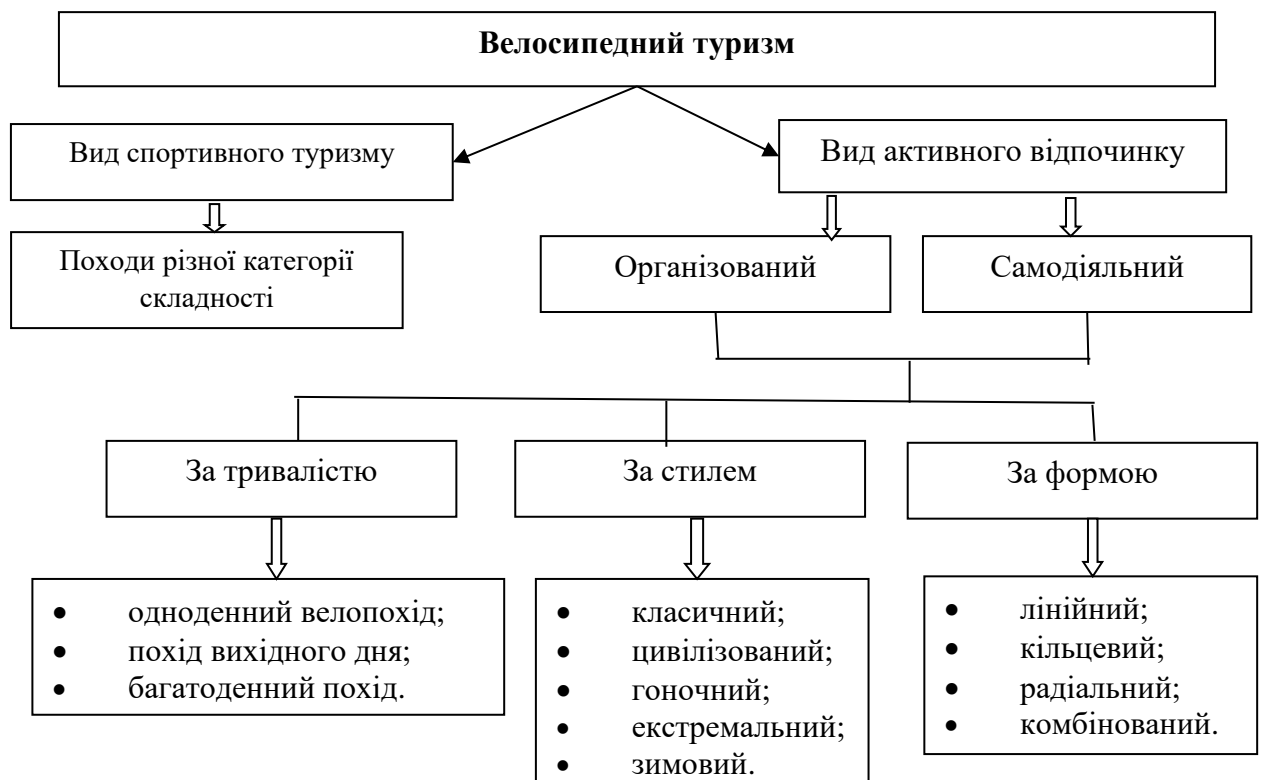 Велосипедний туризм
Вид спортивного туризму
Вид активного відпочинку
Походи різної категорії
складності
Організований
Самодіяльний
За тривалістю
За стилем
За формою
• одноденний велопохід;
• похід вихідного дня;
• багатоденний похід.
• класичний;
• цивілізований;
• гоночний;
• екстремальний;
• зимовий.
• лінійний;
• кільцевий;
• радіальний;
• комбінований.